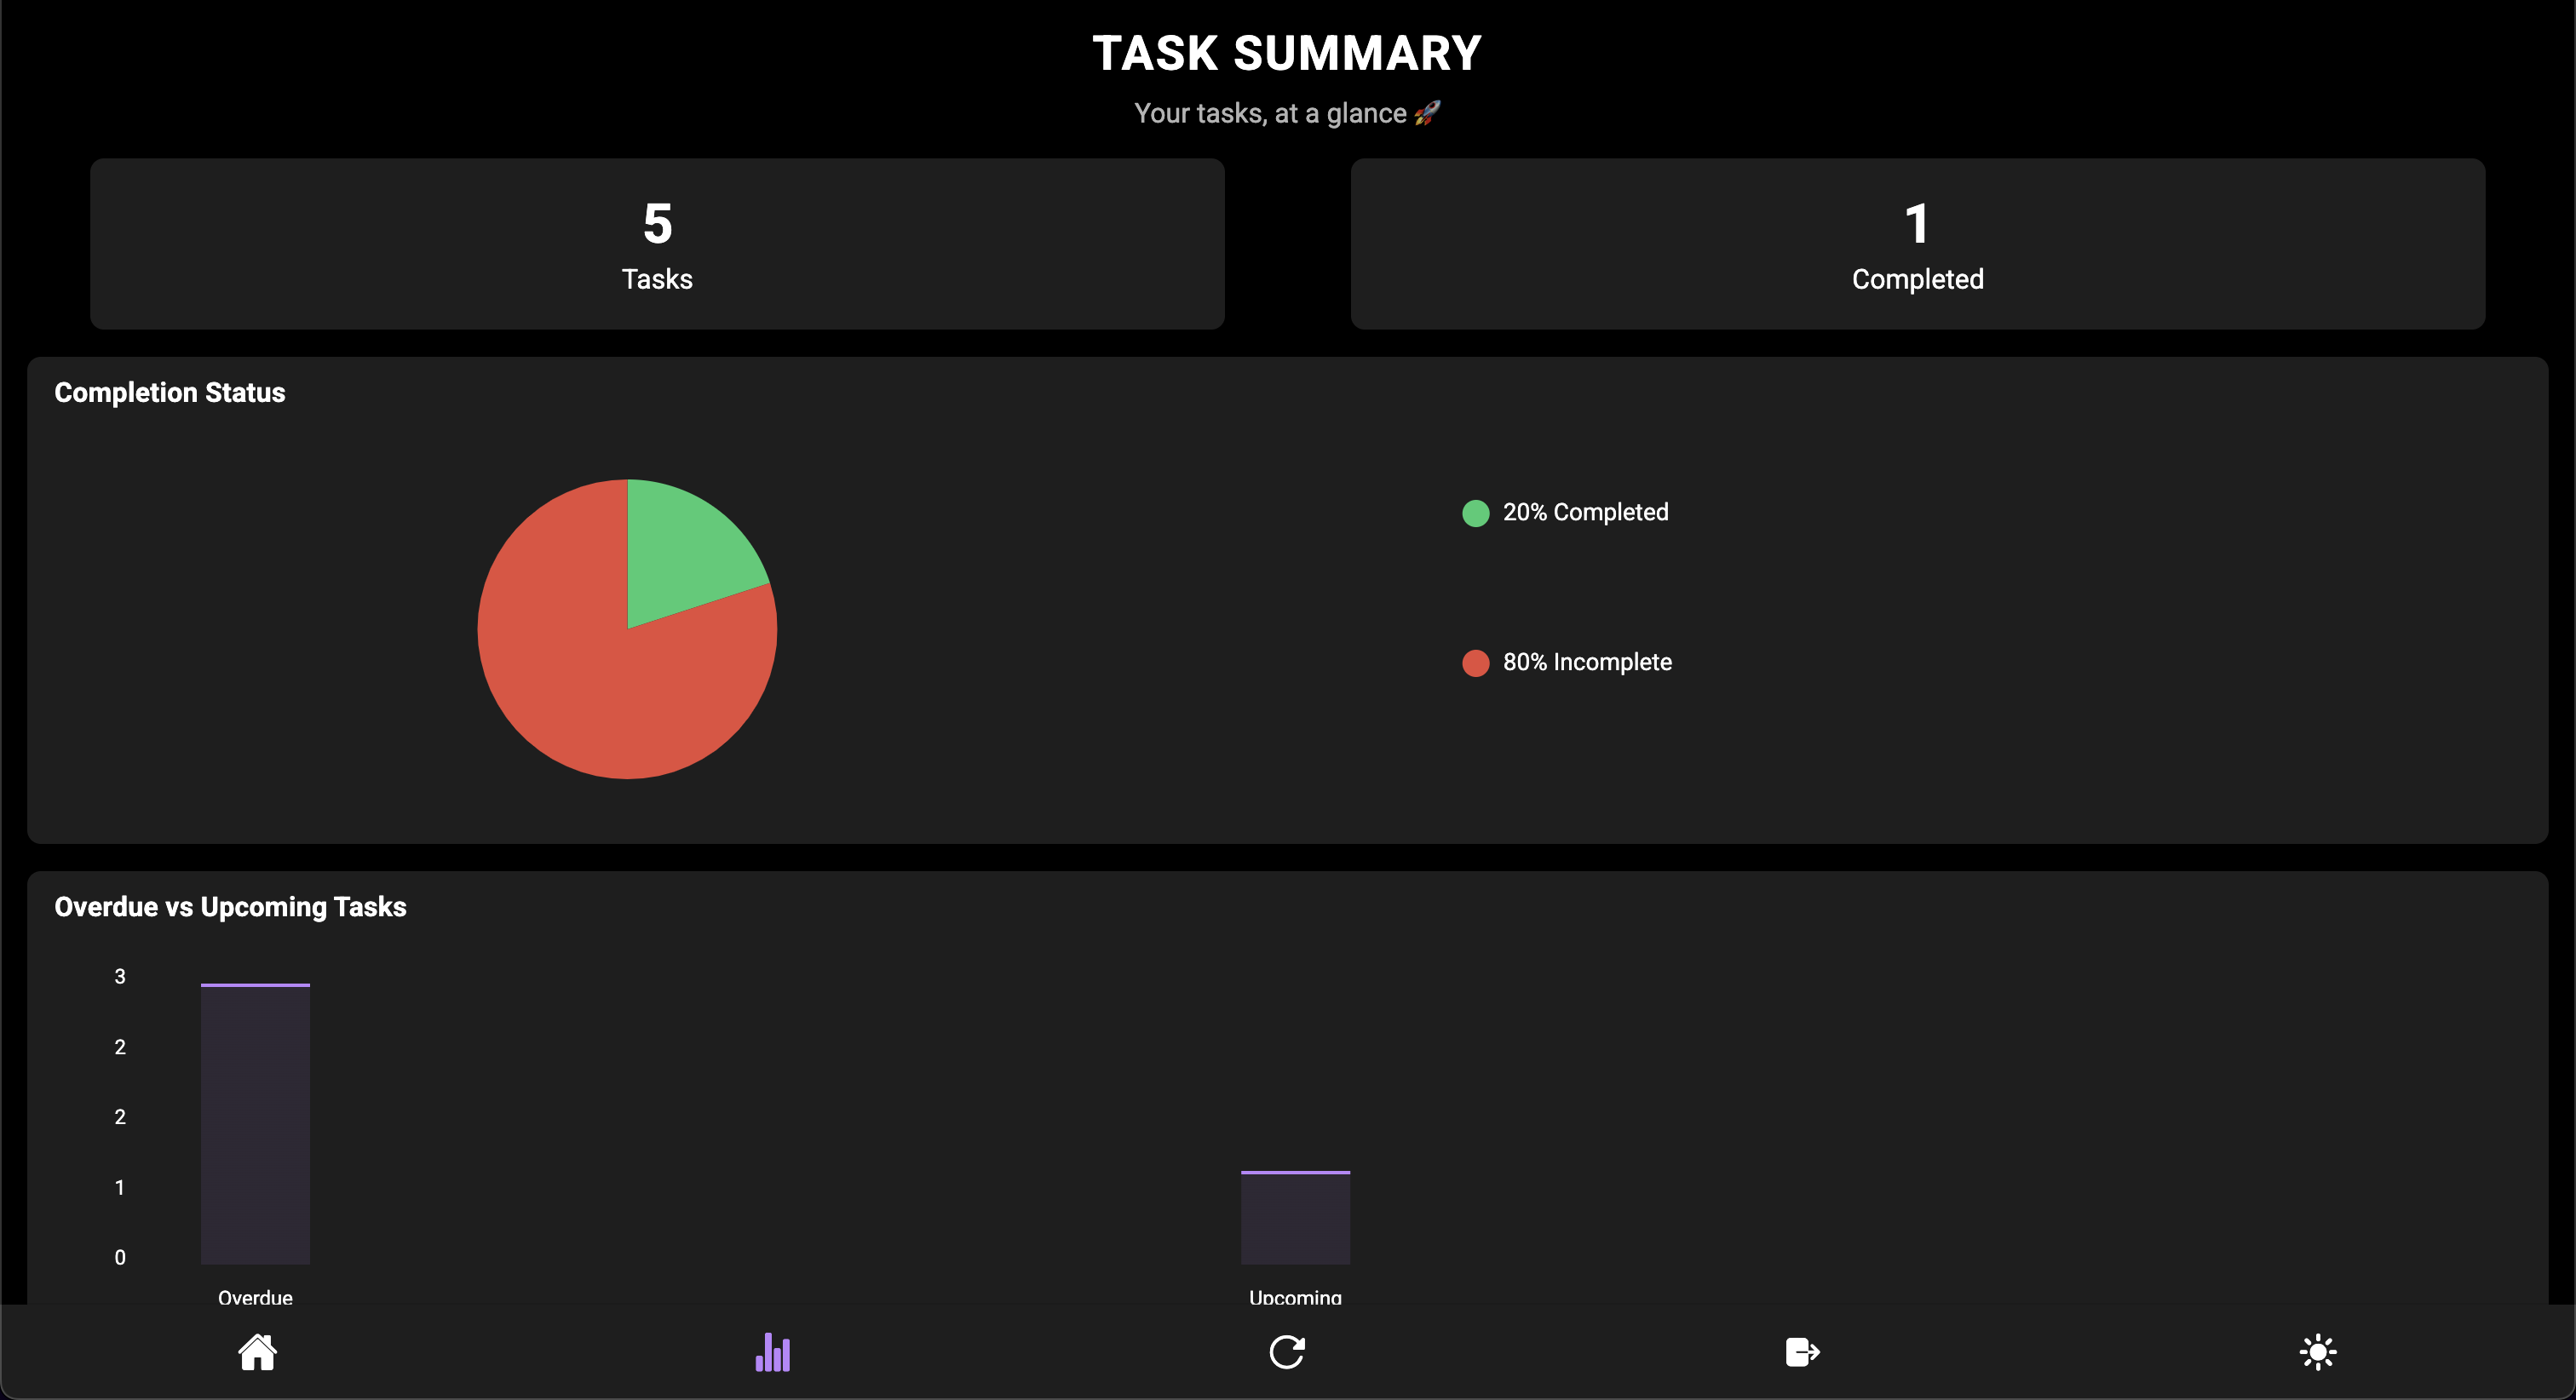 TASK SUMMARY
Your tasks, at a glance 🚀
5
Tasks
1
Completed
Completion Status
20% Completed
80% Incomplete
Overdue vs Upcoming Tasks
3
2
2
1
0
Overdue
Upcoming